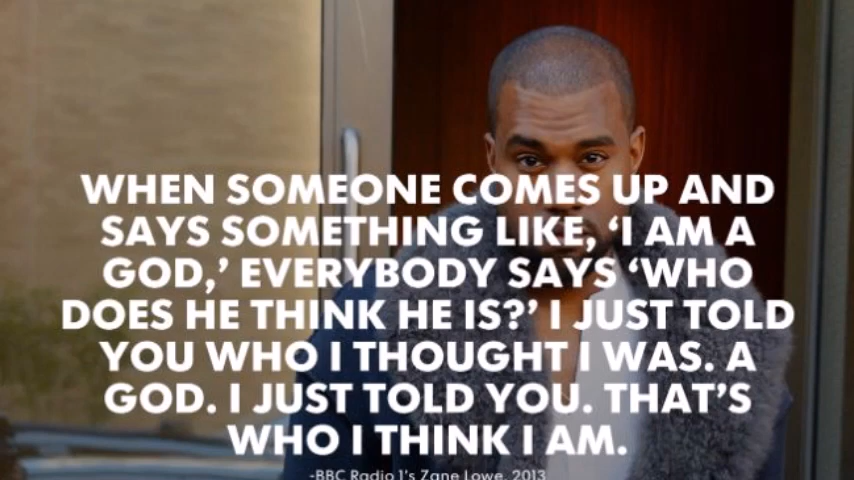 WHEN SOMEONE COMES UP AND
SAYS SOMETHING LIKE, ‘I AM A
GOD,’ EVERYBODY SAYS ‘WHO
DOES HE THINK HE IS?’ I JUST TOLD
YOU WHO I THOUGHT I WAS. A
GOD. I JUST TOLD YOU. THAT’S
WHO I THINK I AM.
-BBC Radio 1's Zane Lowe, 2013